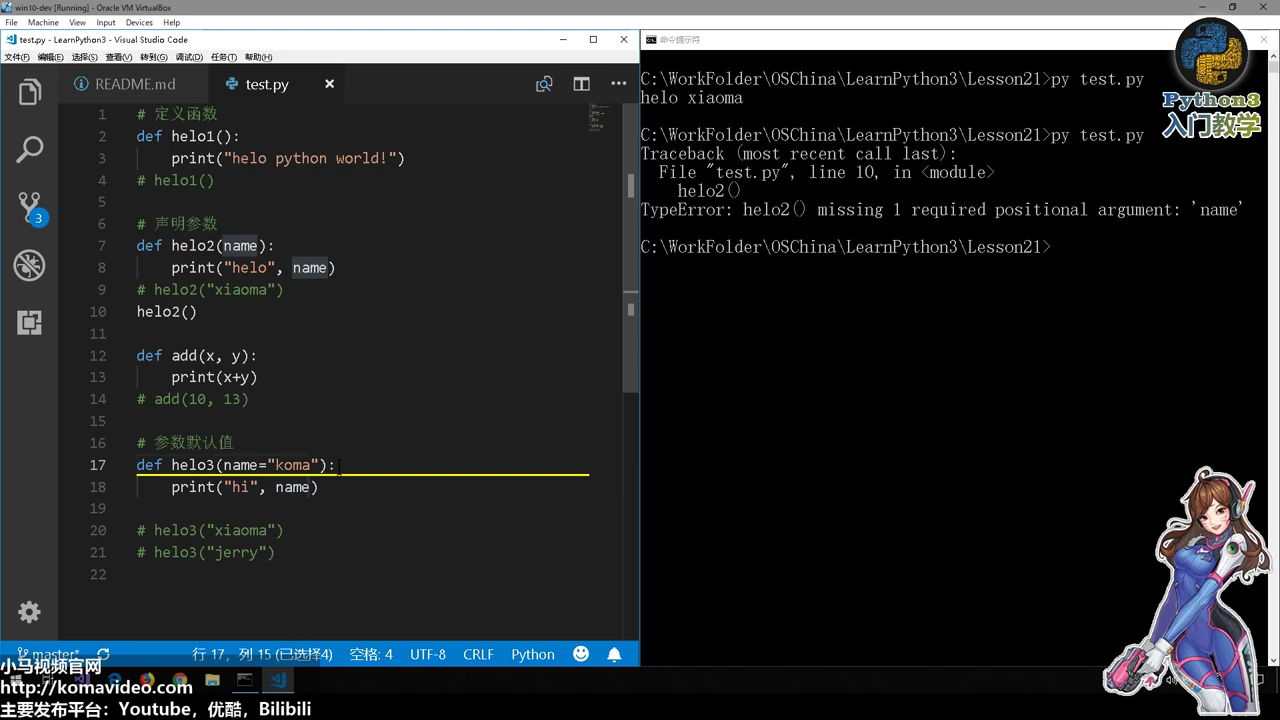 win10-dev [Running] - Oracle VM VirtualBox
File Machine View Input Devices Help
test.py - LearnPython3 - Visual Studio Code
文件(F) 编辑(E) 选择(S) 查看(V) 转到(G) 调试(D) 任务(T) 帮助(H)
README.md test.py
1 # 定义函数
2 def helo1():
3 print("helo python world!")
4 # helo1()
5
6 # 声明参数
7 def helo2(name):
8 print("helo", name)
9 # helo2("xiaoma")
10 helo2()
11
12 def add(x, y):
13 print(x+y)
14 # add(10, 13)
15
16 # 参数默认值
17 def helo3(name="koma"):
18 print("hi", name)
19
20 # helo3("xiaoma")
21 # helo3("jerry")
22
3
master* 行 17, 列 15 (已选择4) 空格: 4 UTF-8 CRLF Python
命令提示符
C:\WorkFolder\OSChina\LearnPython3\Lesson21>py test.py
helo xiaoma
C:\WorkFolder\OSChina\LearnPython3\Lesson21>py test.py
Traceback (most recent call last):
File "test.py", line 10, in <module>
helo2()
TypeError: helo2() missing 1 required positional argument: 'name'
C:\WorkFolder\OSChina\LearnPython3\Lesson21>
Python3
入门教学
小马视频官网
http://komavideo.com
主要发布平台: Youtube, 优酷, Bilibili